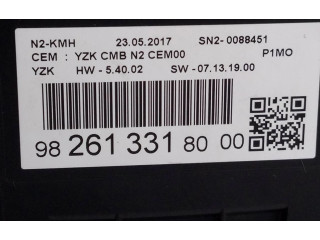 N2-KMH 23.05.2017 SN2- 0088451
CEM : YZK CMB N2 CEM00 P1MO
YZK HW - 5.40.02 SW - 07.13.19.00
98 261 331 80 00